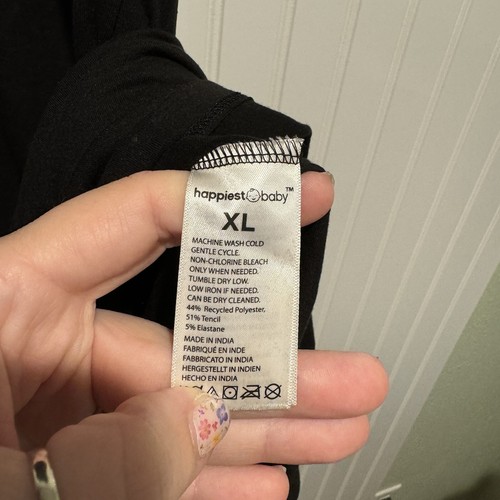 happiest baby™
XL
MACHINE WASH COLD
GENTLE CYCLE.
NON-CHLORINE BLEACH
ONLY WHEN NEEDED.
TUMBLE DRY LOW.
LOW IRON IF NEEDED.
CAN BE DRY CLEANED.
44% Recycled Polyester.
51% Tencil
5% Elastane
MADE IN INDIA
FABRIQUÉ EN INDE
FABBRICATO IN INDIA
HERGESTELLT IN INDIEN
HECHO EN INDIA